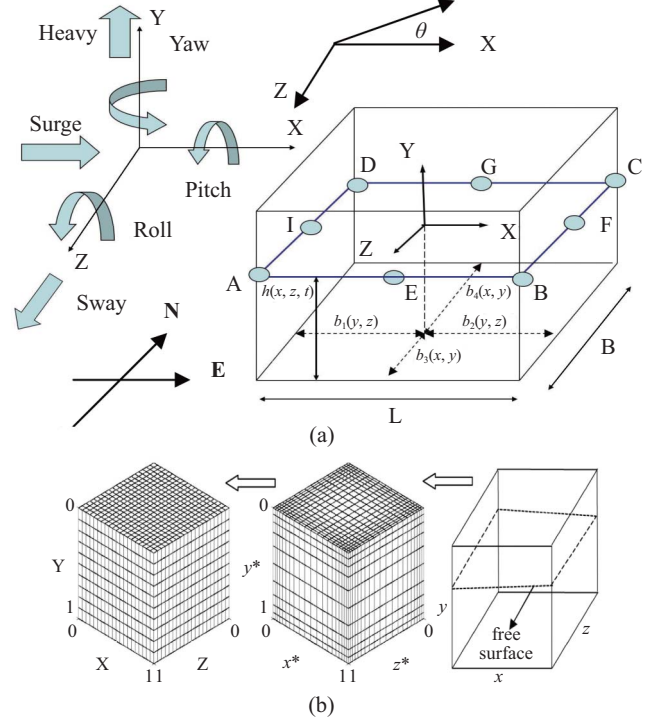 Y
Heavy
Yaw
θ
X
Z
Surge
X
Pitch
Roll
Z
Sway
N
E
D
G
C
Y
I
X
F
Z
A
E
B
h(x, z, t)
b4(x, y)
b1(y, z)
b2(y, z)
b3(x, y)
B
L
(a)
0
0
Y
y*
y
1
1
0
0
0
0
free
surface
z
X
Z
x*
z*
x
11
11
(b)